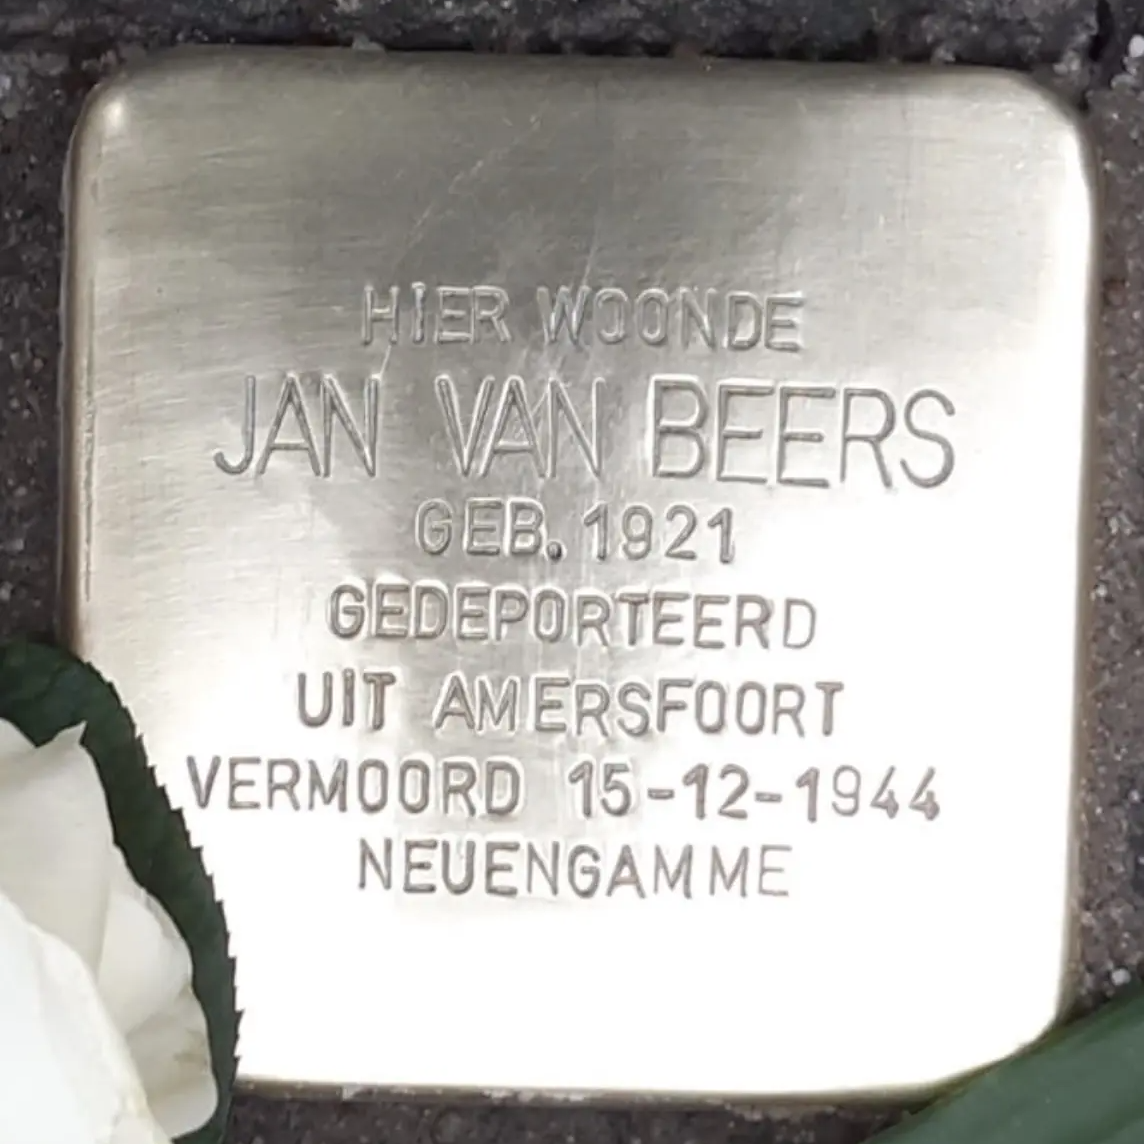 HIER WOONDE
JAN VAN BEERS
GEB. 1921
GEDEPORTEERD
UIT AMERSFOORT
VERMOORD 15-12-1944
NEUENGAMME